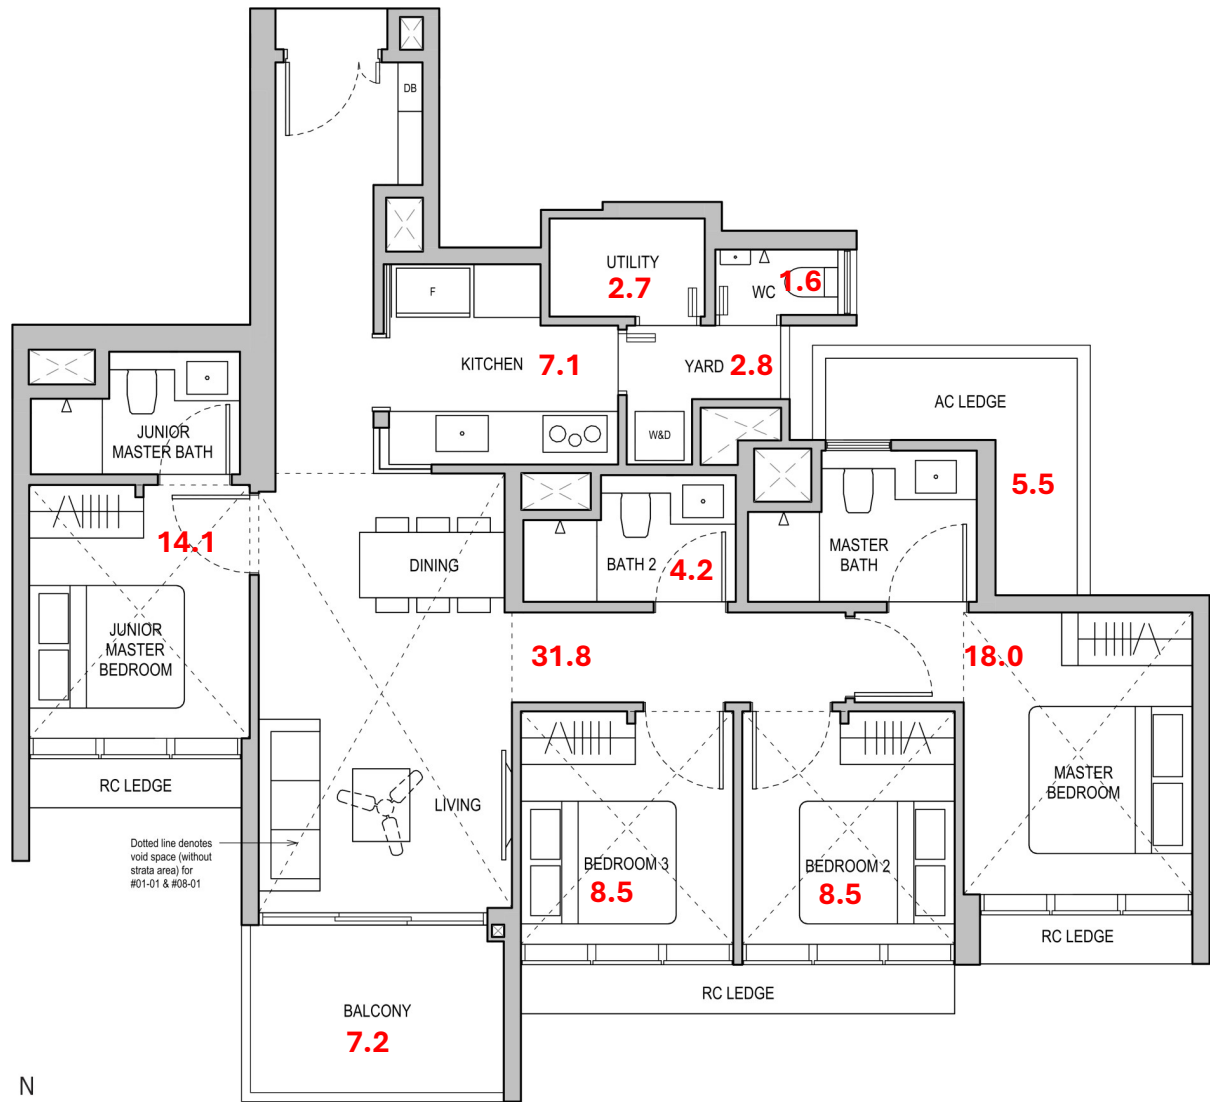 DB
UTILITY
2.7
WC 1.6
F
KITCHEN 7.1
YARD 2.8
AC LEDGE
JUNIOR
MASTER BATH
W&D
5.5
14.1
DINING
BATH 2
4.2
MASTER
BATH
JUNIOR
MASTER
BEDROOM
31.8
18.0
RC LEDGE
LIVING
MASTER
BEDROOM
Dotted line denotes
void space (without
strata area) for
#01-01 & #08-01
BEDROOM 3
8.5
BEDROOM 2
8.5
RC LEDGE
RC LEDGE
BALCONY
7.2
N